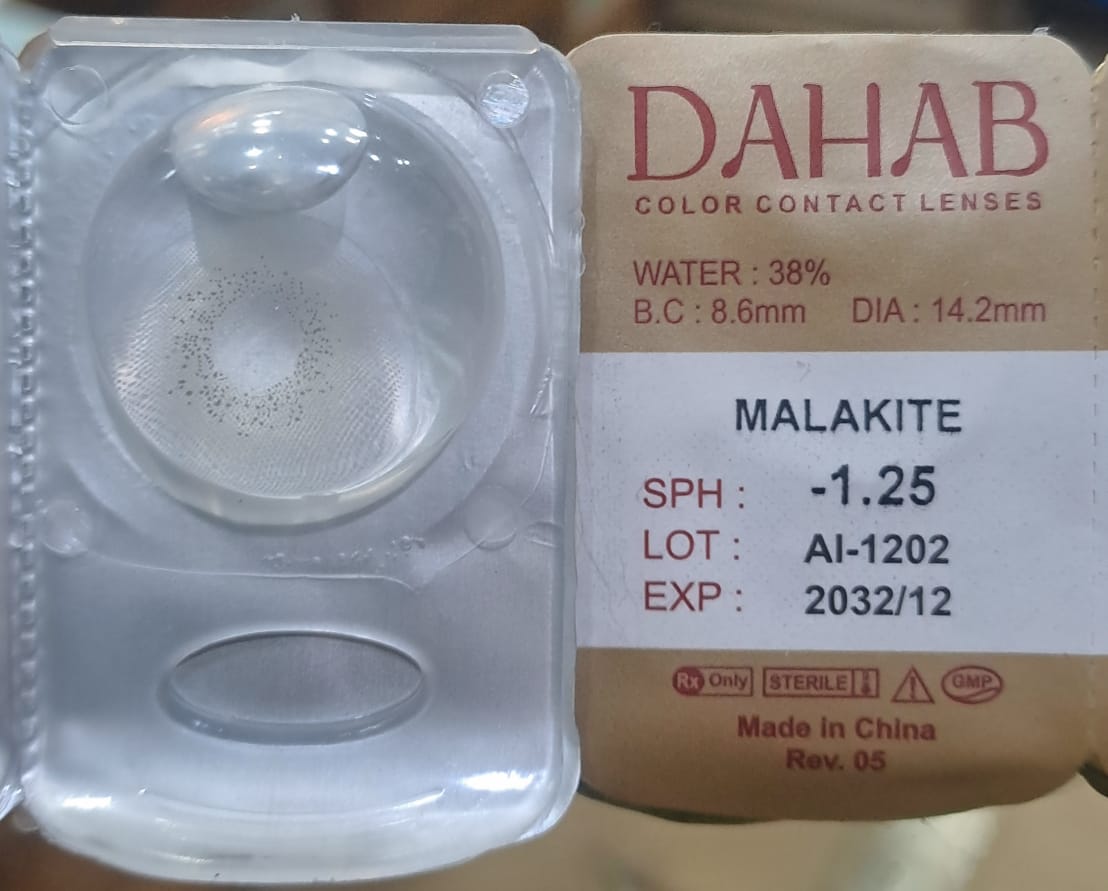 DAHAB
COLOR CONTACT LENSES
WATER : 38%
B.C : 8.6mm DIA : 14.2mm
MALAKITE
SPH : -1.25
LOT : AI-1202
EXP : 2032/12
Rx Only STERILE GMP
Made in China
Rev. 05